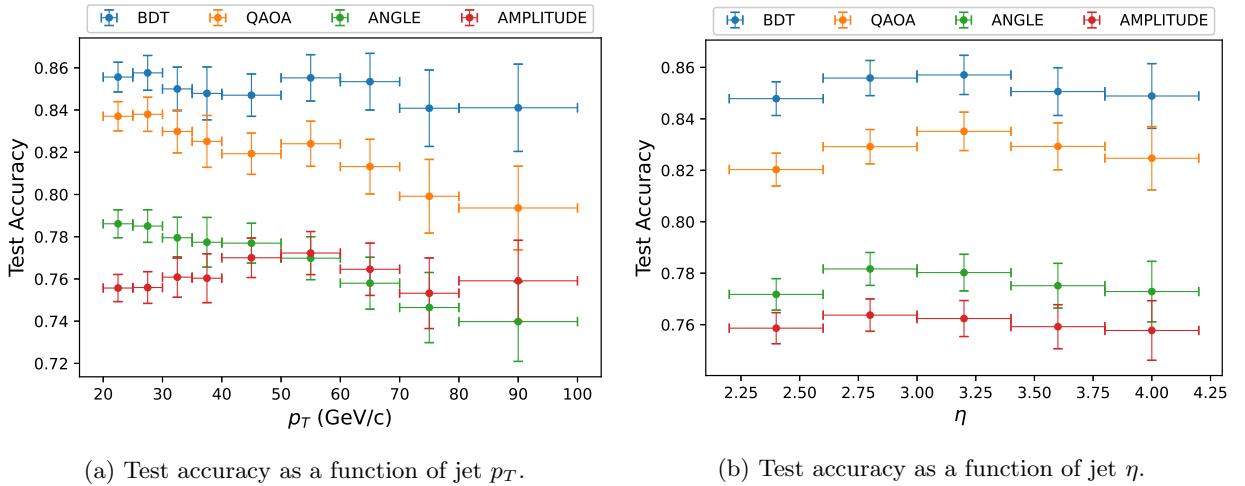 BDT QAOA ANGLE AMPLITUDE
0.86
0.84
0.82
0.80
0.78
0.76
0.74
0.72
Test Accuracy
20 30 40 50 60 70 80 90 100
p_T (GeV/c)
(a) Test accuracy as a function of jet p_T.
BDT QAOA ANGLE AMPLITUDE
0.86
0.84
0.82
0.80
0.78
0.76
Test Accuracy
2.25 2.50 2.75 3.00 3.25 3.50 3.75 4.00 4.25
η
(b) Test accuracy as a function of jet η.